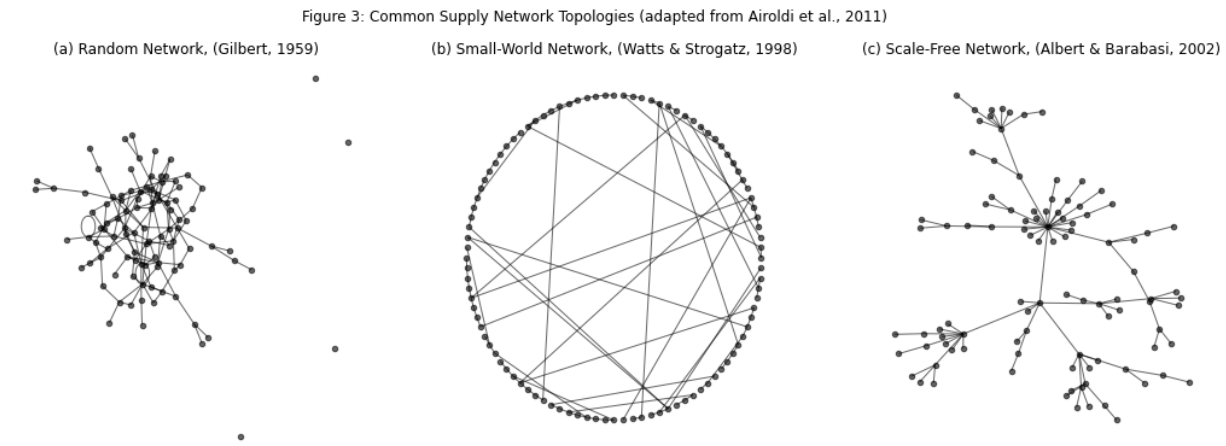 Figure 3: Common Supply Network Topologies (adapted from Airoldi et al., 2011)
(a) Random Network, (Gilbert, 1959)
(b) Small-World Network, (Watts & Strogatz, 1998)
(c) Scale-Free Network, (Albert & Barabasi, 2002)